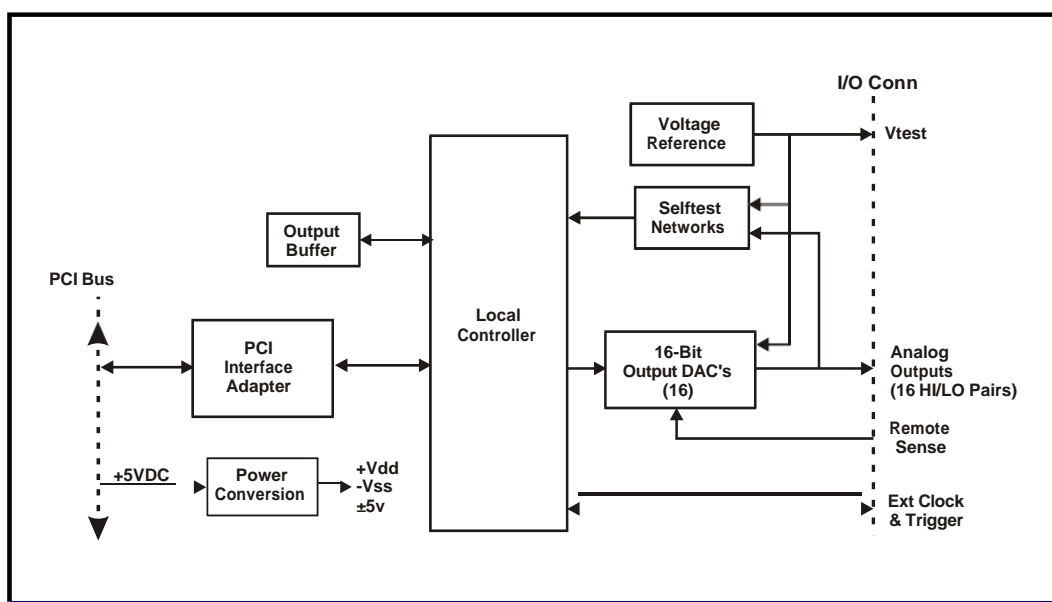 I/O Conn
Voltage
Reference
Vtest
Selftest
Networks
Output
Buffer
PCI Bus
Local
Controller
PCI
Interface
Adapter
16-Bit
Output DAC's
(16)
Analog
Outputs
(16 HI/LO Pairs)
Remote
Sense
+5VDC
Power
Conversion
+Vdd
-Vss
±5v
Ext Clock
& Trigger